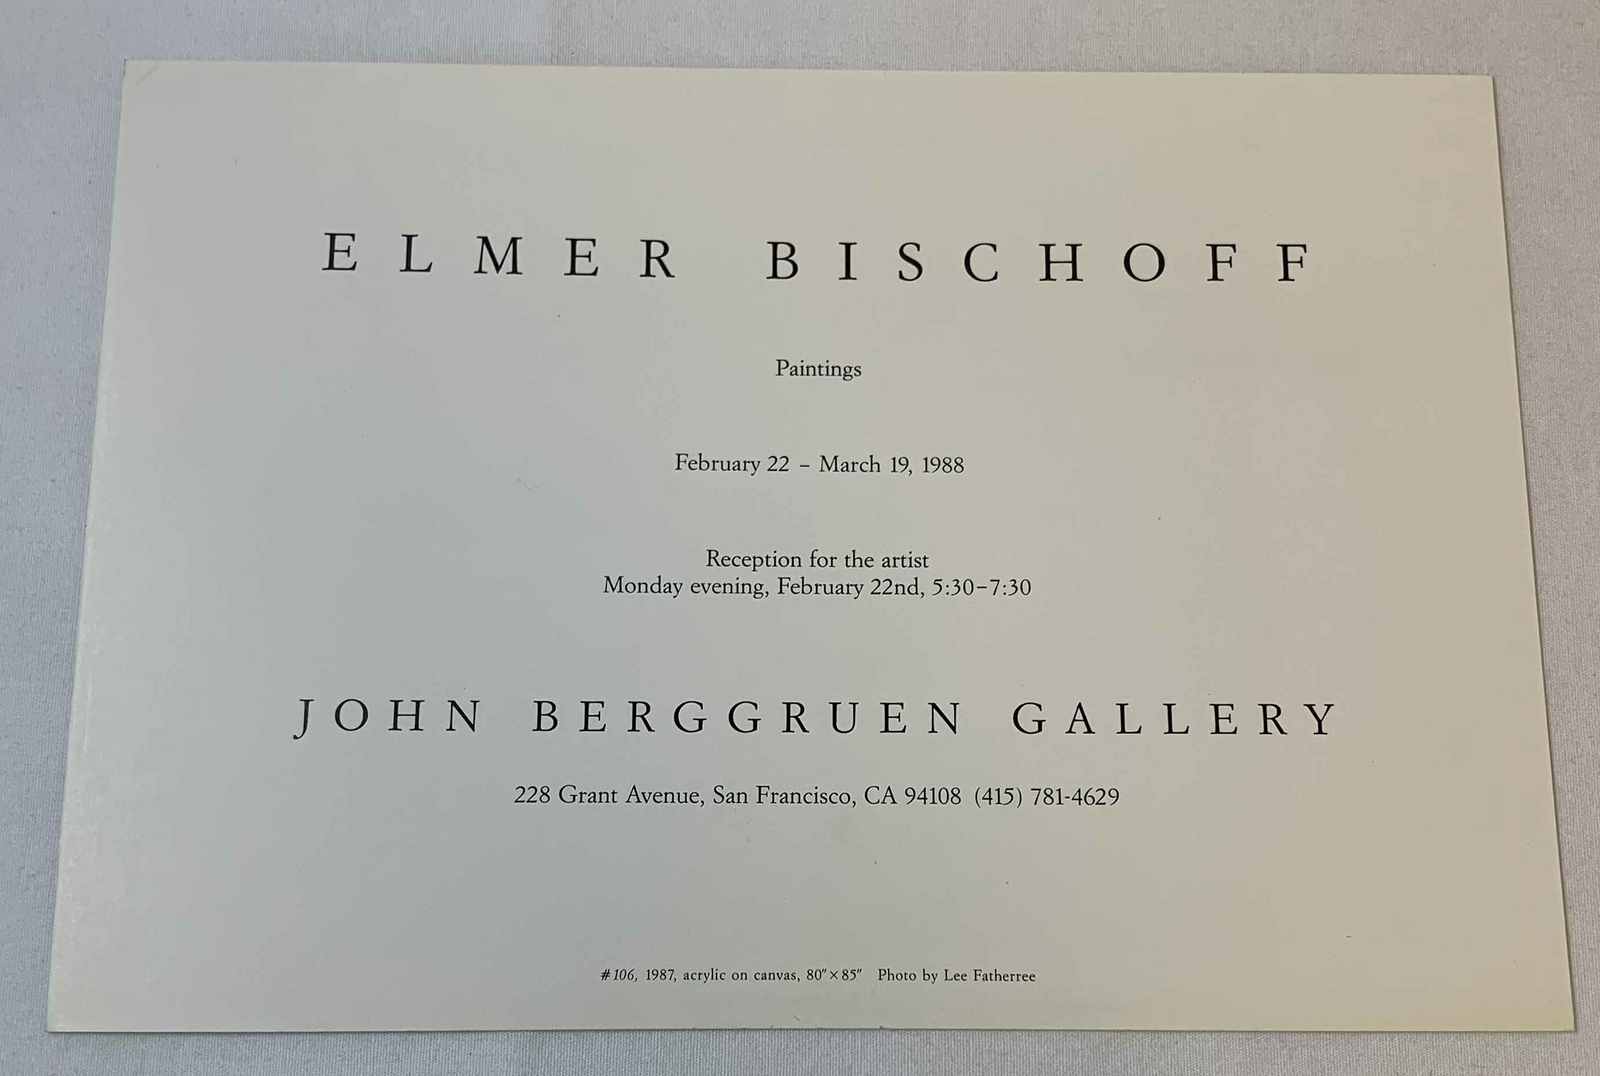 ELMER BISCHOFF
Paintings
February 22 – March 19, 1988
Reception for the artist
Monday evening, February 22nd, 5:30–7:30
JOHN BERGGRUEN GALLERY
228 Grant Avenue, San Francisco, CA 94108 (415) 781-4629
#106, 1987, acrylic on canvas, 80″×85″ Photo by Lee Fatherree